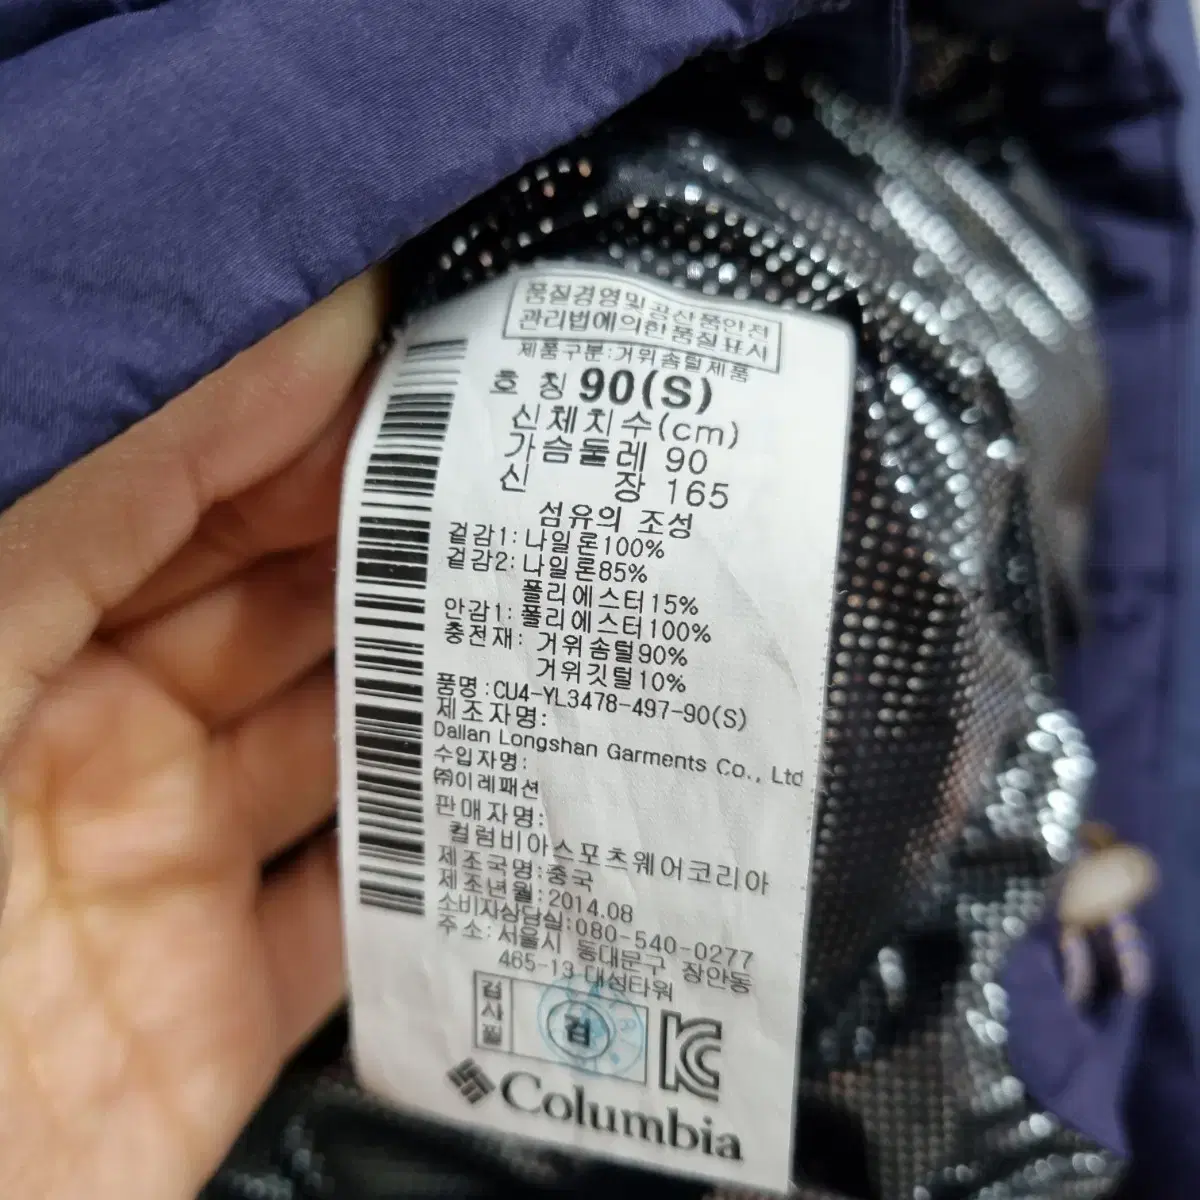 품질경영및공산품안전
관리법에의한품질표시
제품구분:거위솜털제품
호 칭 90(S)
신체치수(cm)
가슴둘레 90
신 장 165
섬유의 조성
겉감1: 나일론100%
겉감2: 나일론85%
폴리에스터15%
안감1: 폴리에스터100%
충전재: 거위솜털90%
거위깃털10%
품명:CU4-YL3478-497-90(S)
제조자명:
Dalian Longshan Garments Co., Ltd
수입자명:
㈜이레패션
판매자명:
컬럼비아스포츠웨어코리아
제조국명:중국
제조년월:2014.08
소비자상담실:080-540-0277
주소:서울시 동대문구 장안동
465-13 대성타워
검사필 검 KC
Columbia